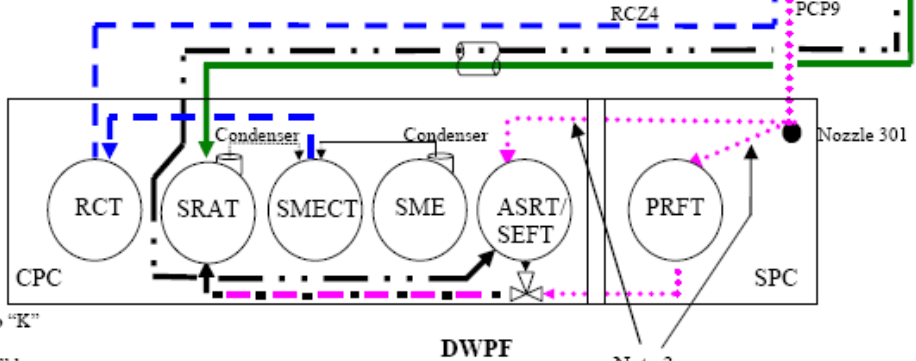 RCZ4
PCP9
Condenser
Condenser
Nozzle 301
RCT
SRAT
SMECT
SME
ASRT/
SEFT
PRFT
CPC
SPC
“K”
DWPF